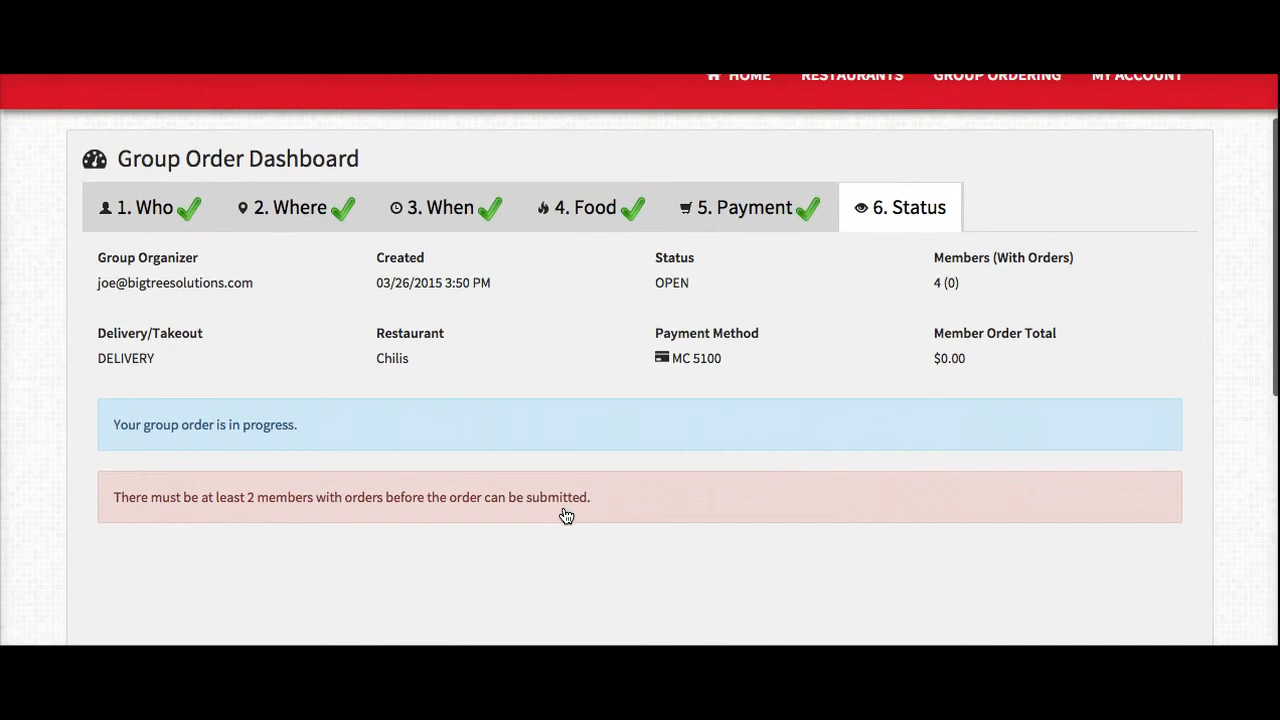 HOME RESTAURANTS GROUP ORDERING MY ACCOUNT
Group Order Dashboard
1. Who 2. Where 3. When 4. Food 5. Payment 6. Status
Group Organizer Created Status Members (With Orders)
joe@bigtreesolutions.com 03/26/2015 3:50 PM OPEN 4 (0)
Delivery/Takeout Restaurant Payment Method Member Order Total
DELIVERY Chilis MC 5100 $0.00
Your group order is in progress.
There must be at least 2 members with orders before the order can be submitted.